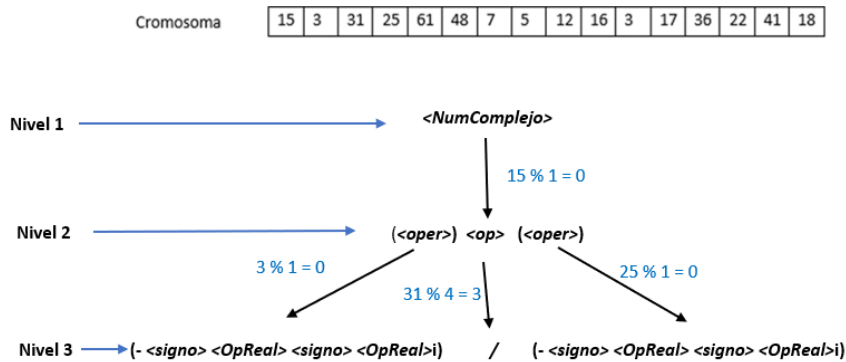 Cromosoma 15 3 31 25 61 48 7 5 12 16 3 17 36 22 41 18
Nivel 1 <NumComplejo>
15 % 1 = 0
Nivel 2 (<oper>) <op> (<oper>)
3 % 1 = 0 31 % 4 = 3 25 % 1 = 0
Nivel 3 (- <signo> <OpReal> <signo> <OpReal>i) / (- <signo> <OpReal> <signo> <OpReal>i)